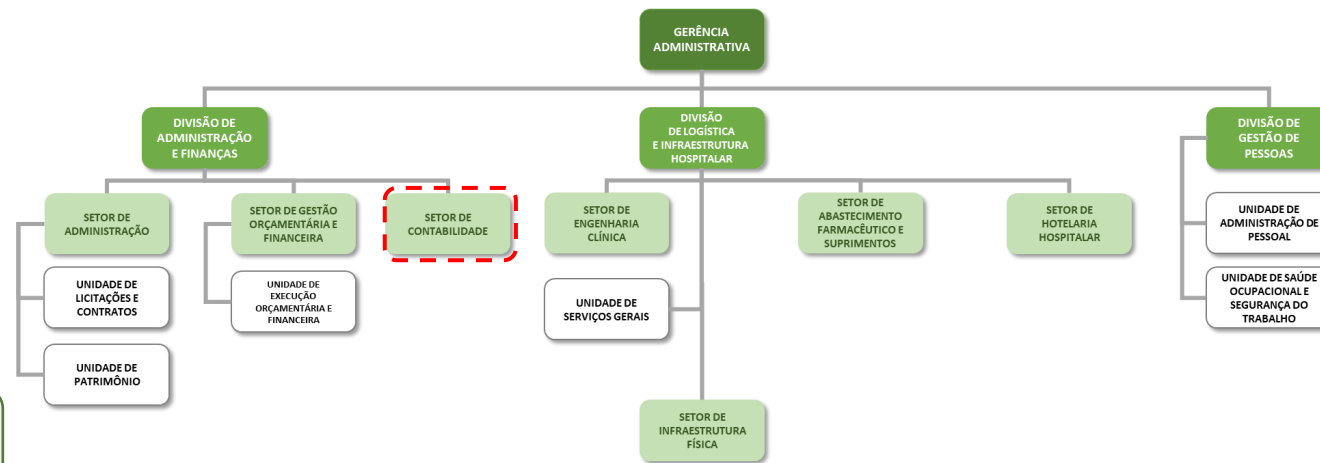 GERÊNCIA
ADMINISTRATIVA
DIVISÃO DE
ADMINISTRAÇÃO
E FINANÇAS
DIVISÃO
DE LOGÍSTICA
E INFRAESTRUTURA
HOSPITALAR
DIVISÃO DE
GESTÃO DE
PESSOAS
SETOR DE
ADMINISTRAÇÃO
SETOR DE GESTÃO
ORÇAMENTÁRIA E
FINANCEIRA
SETOR DE
CONTABILIDADE
SETOR DE
ENGENHARIA
CLÍNICA
SETOR DE
ABASTECIMENTO
FARMACÊUTICO E
SUPRIMENTOS
SETOR DE
HOTELARIA
HOSPITALAR
UNIDADE DE
ADMINISTRAÇÃO DE
PESSOAL
UNIDADE DE
LICITAÇÕES E
CONTRATOS
UNIDADE DE
EXECUÇÃO
ORÇAMENTÁRIA E
FINANCEIRA
UNIDADE DE
SERVIÇOS GERAIS
UNIDADE DE SAÚDE
OCUPACIONAL E
SEGURANÇA DO
TRABALHO
UNIDADE DE
PATRIMÔNIO
SETOR DE
INFRAESTRUTURA
FÍSICA